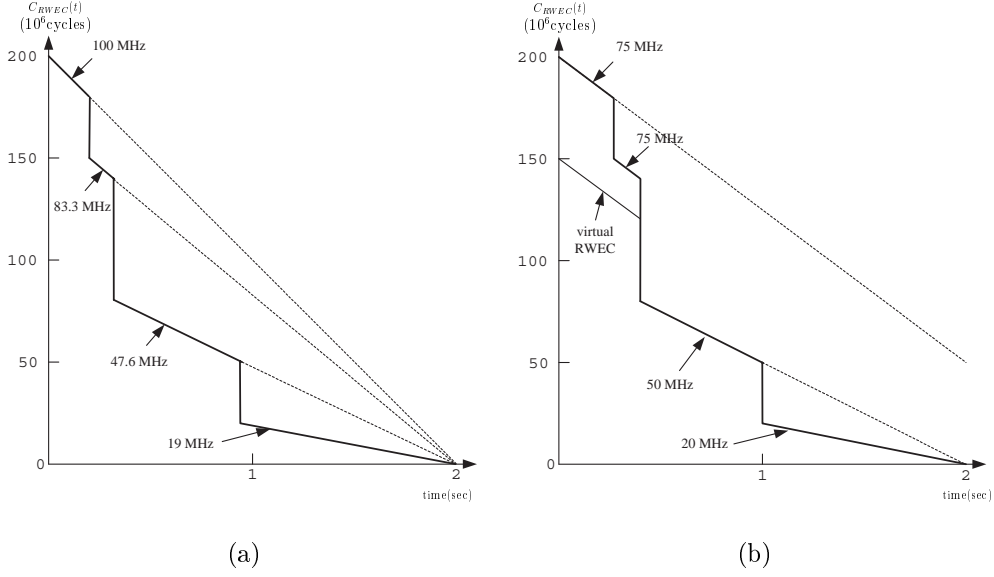 C_RWEC(t)
(10^6cycles)
200
150
100
50
0
100 MHz
83.3 MHz
47.6 MHz
19 MHz
1
2
time(sec)
(a)
C_RWEC(t)
(10^6cycles)
200
150
100
50
0
75 MHz
75 MHz
virtual
RWEC
50 MHz
20 MHz
1
2
time(sec)
(b)